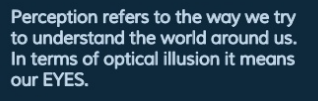 Perception refers to the way we try
to understand the world around us.
In terms of optical illusion it means
our EYES.